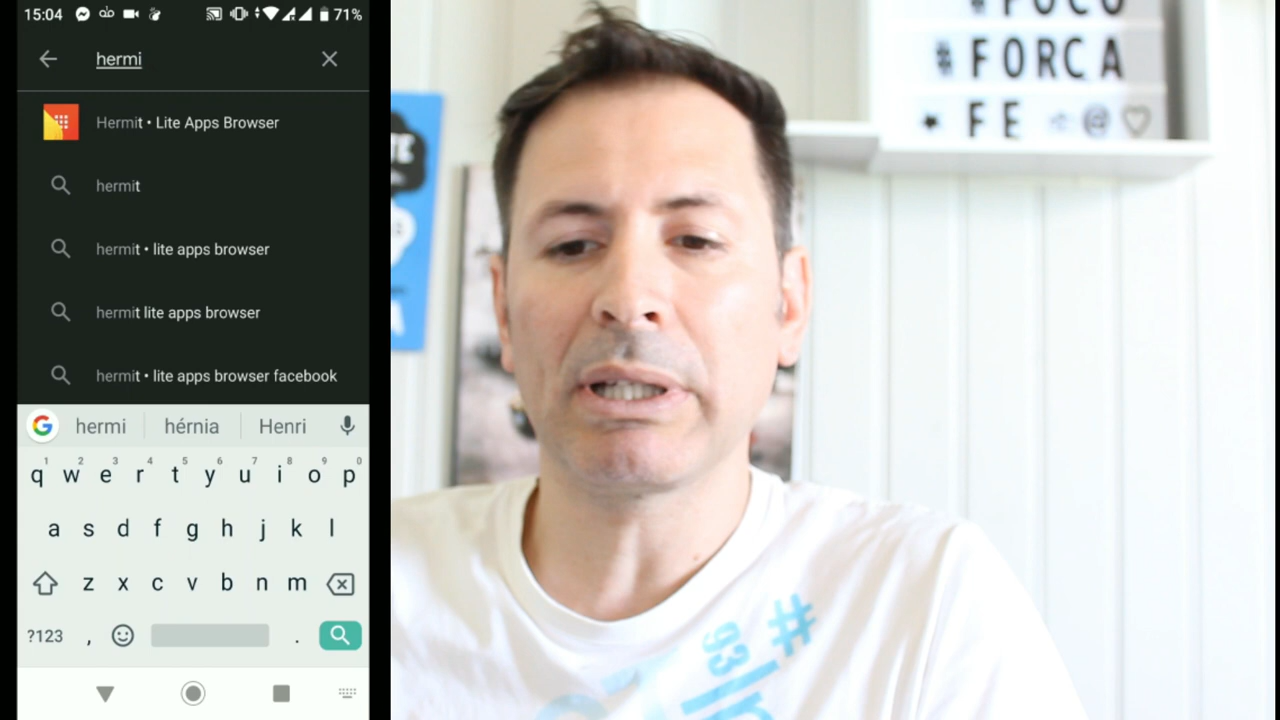 15:04 71%
hermi
Hermit • Lite Apps Browser
hermit
hermit • lite apps browser
hermit lite apps browser
hermit • lite apps browser facebook
G hermi hérnia Henri
1 2 3 4 5 6 7 8 9 0
q w e r t y u i o p
a s d f g h j k l
z x c v b n m
?123 , .
# FOCO
# FORCA
FE @
#
93